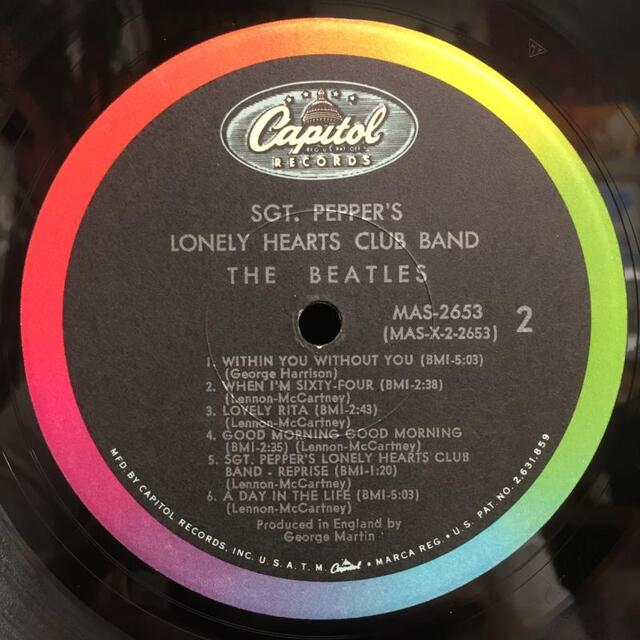 Capitol
REG. U.S. PAT. OFF.
RECORDS
SGT. PEPPER'S
LONELY HEARTS CLUB BAND
THE BEATLES
MAS-2653
(MAS-X-2-2653)
2
1. WITHIN YOU WITHOUT YOU (BMI-5:03)
(George Harrison)
2. WHEN I'M SIXTY-FOUR (BMI-2:38)
(Lennon-McCartney)
3. LOVELY RITA (BMI-2:43)
(Lennon-McCartney)
4. GOOD MORNING GOOD MORNING
(BMI-2:35) (Lennon-McCartney)
5. SGT. PEPPER'S LONELY HEARTS CLUB
BAND - REPRISE (BMI-1:20)
(Lennon-McCartney)
6. A DAY IN THE LIFE (BMI-5:03)
(Lennon-McCartney)
Produced in England by
George Martin
MFD. BY CAPITOL RECORDS, INC. U.S.A. T.M. Capitol • MARCA REG. • U.S. PAT. NO. 2,631,859